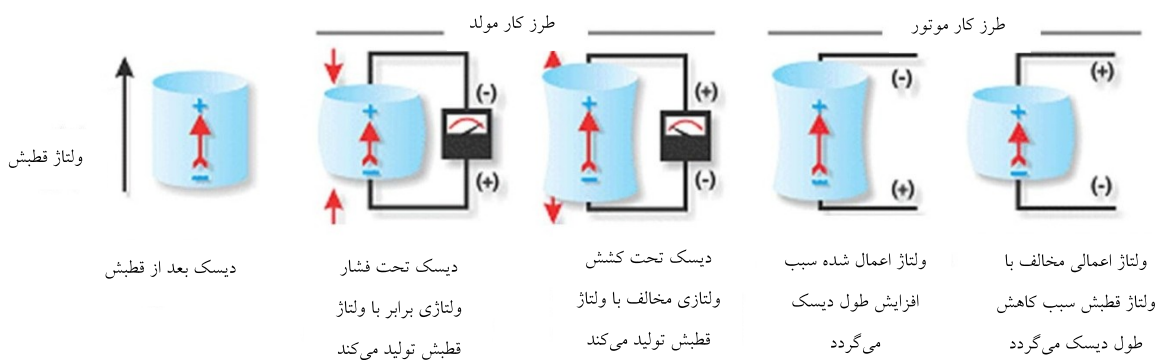 طرز کار مولد
طرز کار موتور
ولتاژ قطبش
+
-
+
-
(-)
(+)
+
-
(+)
(-)
+
-
(-)
(+)
+
-
(+)
(-)
دیسک بعد از قطبش
دیسک تحت فشار
ولتاژی برابر با ولتاژ
قطبش تولید می‌کند
دیسک تحت کشش
ولتازی مخالف با ولتاژ
قطبش تولید می‌کند
ولتاژ اعمال شده سبب
افزایش طول دیسک
می‌گردد
ولتاژ اعمالی مخالف با
ولتاژ قطبش سبب کاهش
طول دیسک می‌گردد